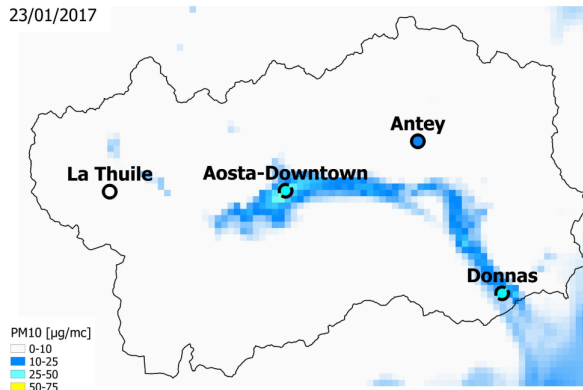 23/01/2017
Antey
La Thuile
Aosta-Downtown
Donnas
PM10 [µg/mc]
0-10
10-25
25-50
50-75